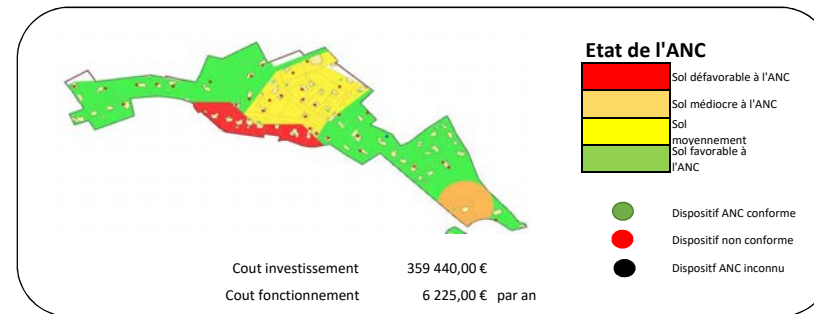 Etat de l'ANC
Sol défavorable à l'ANC
Sol médiocre à l'ANC
Sol
moyennement
Sol favorable à
l'ANC
Dispositif ANC conforme
Dispositif non conforme
Dispositf ANC inconnu
Cout investissement 359 440,00 €
Cout fonctionnement 6 225,00 € par an